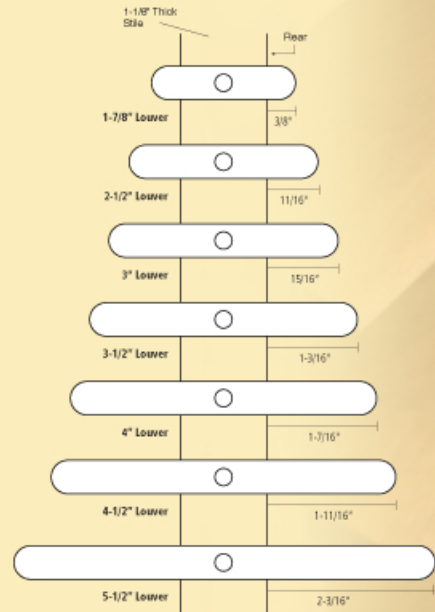 1-1/8" Thick
Stile
Rear
1-7/8" Louver
3/8"
2-1/2" Louver
11/16"
3" Louver
15/16"
3-1/2" Louver
1-3/16"
4" Louver
1-7/16"
4-1/2" Louver
1-11/16"
5-1/2" Louver
2-3/16"